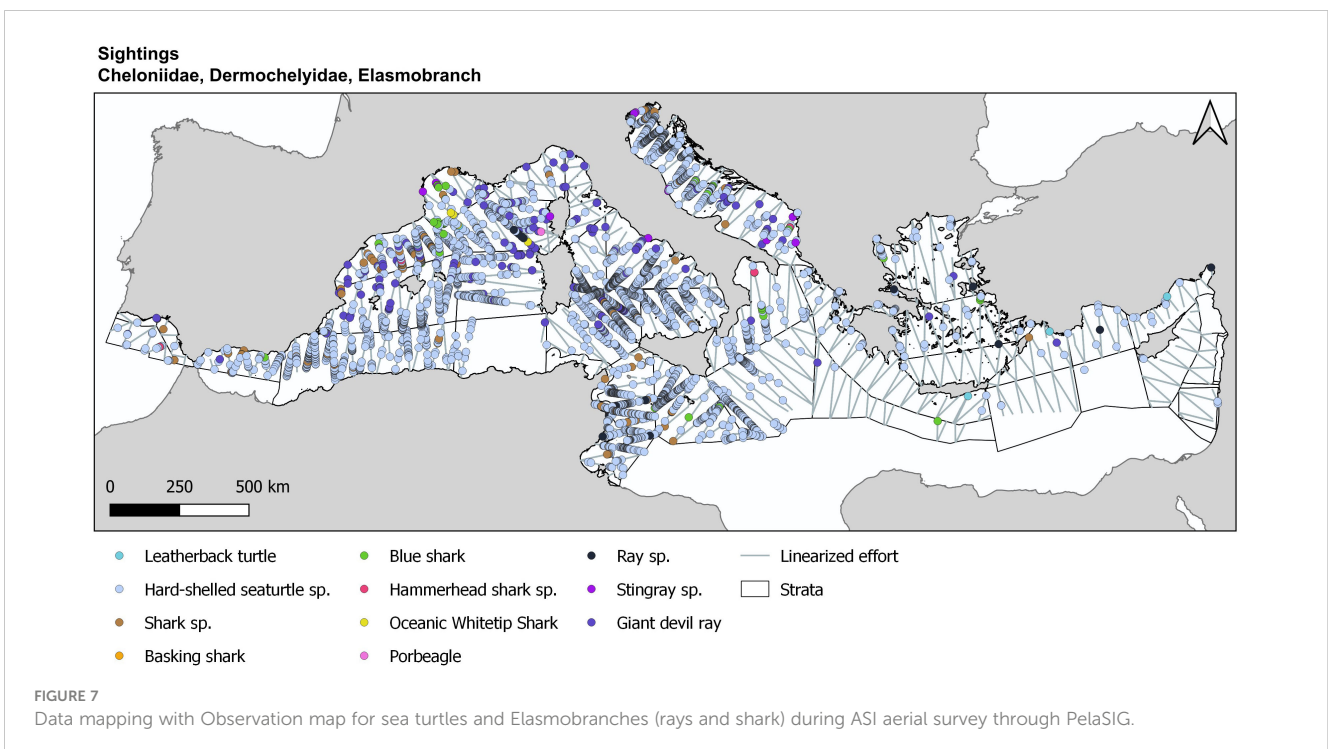 Sightings
Cheloniidae, Dermochelyidae, Elasmobranch
0 250 500 km
Leatherback turtle
Hard-shelled seaturtle sp.
Shark sp.
Basking shark
Blue shark
Hammerhead shark sp.
Oceanic Whitetip Shark
Porbeagle
Ray sp.
Stingray sp.
Giant devil ray
Linearized effort
Strata
FIGURE 7
Data mapping with Observation map for sea turtles and Elasmobranches (rays and shark) during ASI aerial survey through PelaSIG.